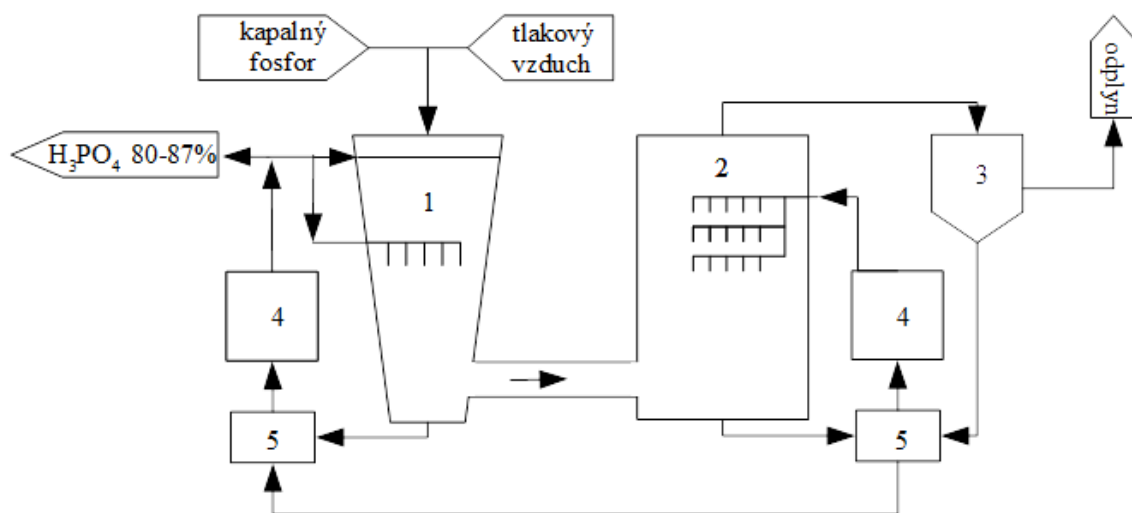 kapalný
fosfor
tlakový
vzduch
odplyn
H₃PO₄ 80-87%
1
2
3
4
4
5
5